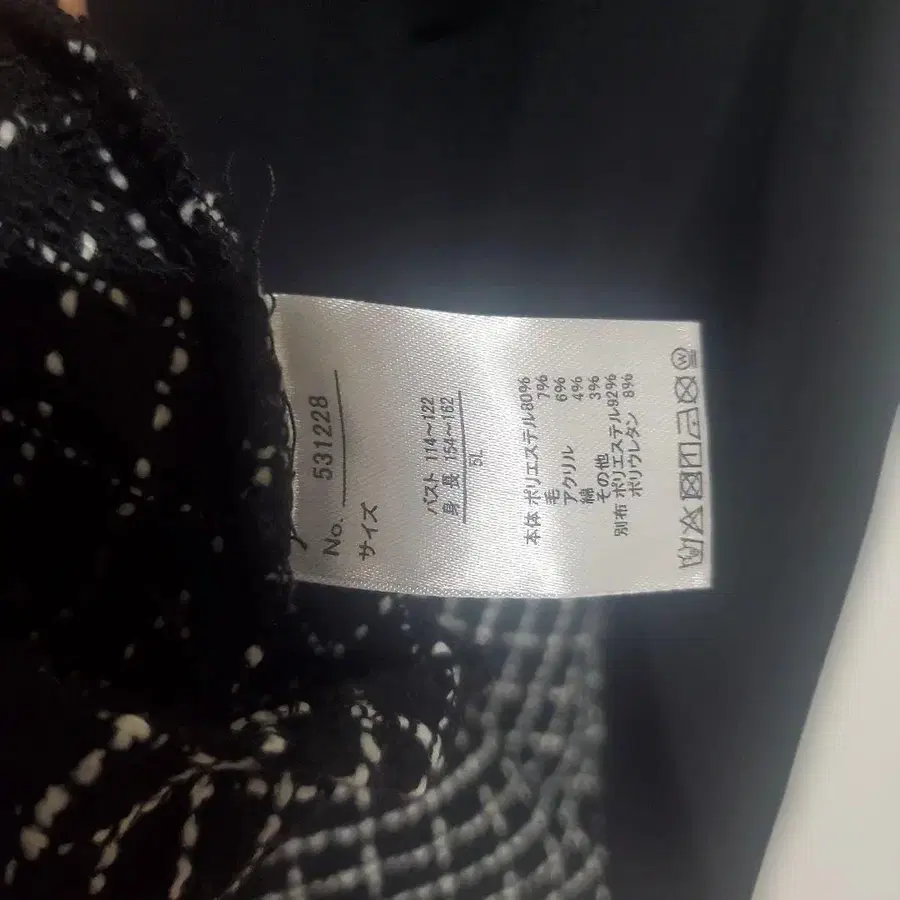 No. 531228
サイズ
バスト 114～122
身長 154～162
5L
本体 ポリエステル80%
毛 7%
アクリル 6%
綿 4%
その他 3%
別布 ポリエステル92%
ポリウレタン 8%